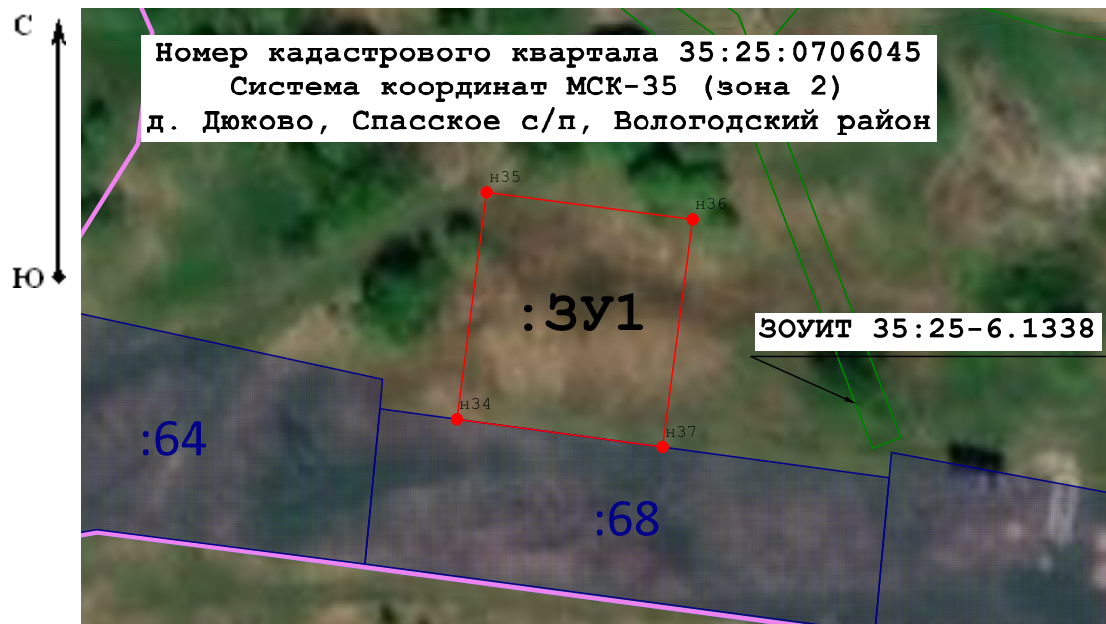 С
Номер кадастрового квартала 35:25:0706045
Система координат МСК-35 (зона 2)
д. Дюково, Спасское с/п, Вологодский район
н35
н36
Ю
:ЗУ1
ЗОУИТ 35:25-6.1338
н34
н37
:64
:68